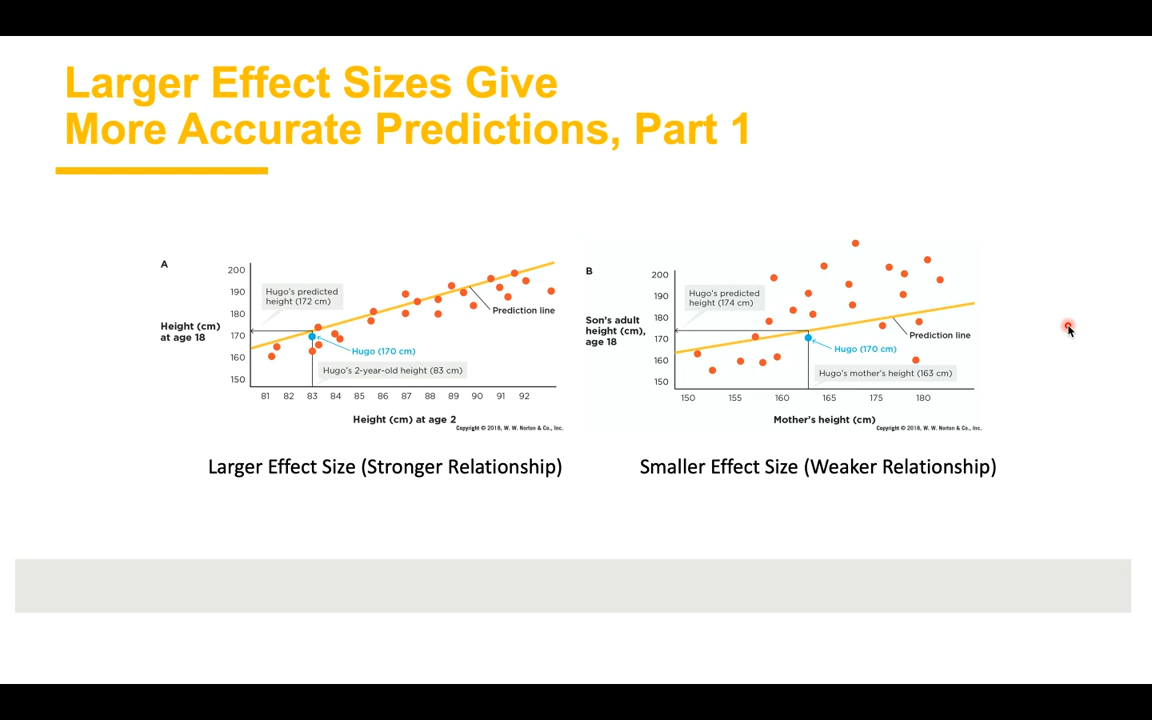 Larger Effect Sizes Give
More Accurate Predictions, Part 1
A
Height (cm)
at age 18
200
190
180
170
160
150
Hugo's predicted
height (172 cm)
Prediction line
Hugo (170 cm)
Hugo's 2-year-old height (83 cm)
81 82 83 84 85 86 87 88 89 90 91 92
Height (cm) at age 2
Copyright © 2018, W. W. Norton & Co., Inc.
Larger Effect Size (Stronger Relationship)
B
Son's adult
height (cm),
age 18
200
190
180
170
160
150
Hugo's predicted
height (174 cm)
Prediction line
Hugo (170 cm)
Hugo's mother's height (163 cm)
150 155 160 165 175 180
Mother's height (cm)
Copyright © 2018, W. W. Norton & Co., Inc.
Smaller Effect Size (Weaker Relationship)